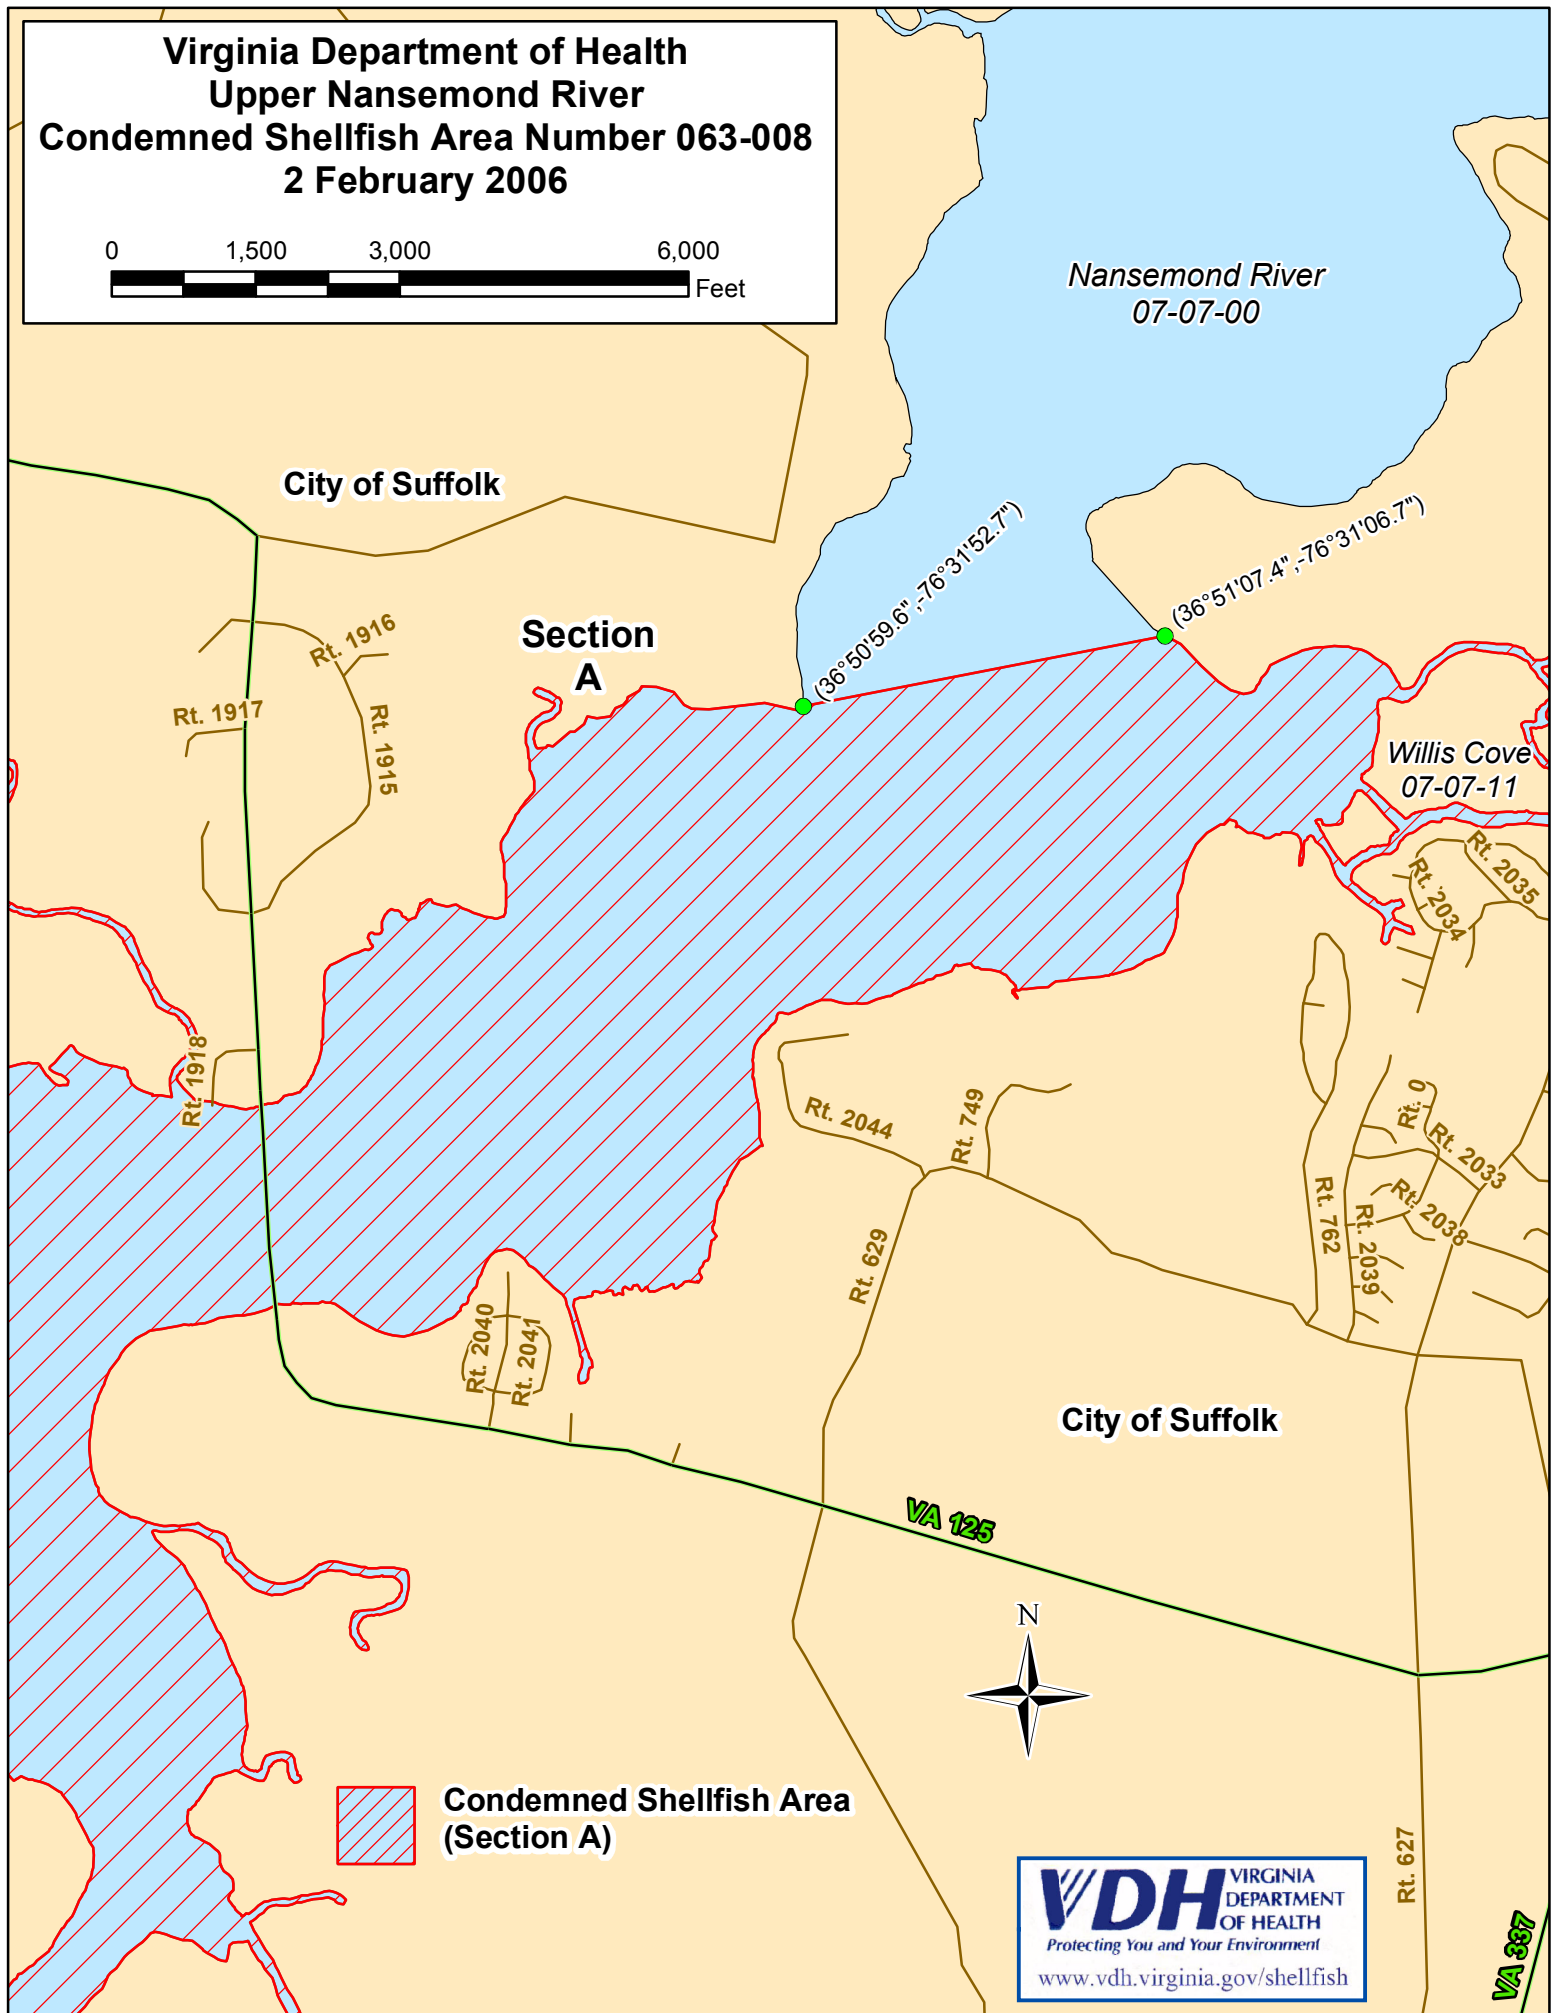 Virginia Department of Health
Upper Nansemond River
Condemned Shellfish Area Number 063-008
2 February 2006
0 1,500 3,000 6,000
Feet
Nansemond River
07-07-00
City of Suffolk
(36°50'59.6",-76°31'52.7")
(36°51'07.4",-76°31'06.7")
Section
A
Rt. 1916
Rt. 1917
Rt. 1915
Willis Cove
07-07-11
Rt. 2035
Rt. 2034
Rt. 1918
Rt. 2044
Rt. 749
Rt. 0
Rt. 2033
Rt. 2038
Rt. 762
Rt. 2039
Rt. 629
Rt. 2040
Rt. 2041
City of Suffolk
VA 125
N
Condemned Shellfish Area
(Section A)
Rt. 627
VA 337
VDH VIRGINIA
DEPARTMENT
OF HEALTH
Protecting You and Your Environment
www.vdh.virginia.gov/shellfish